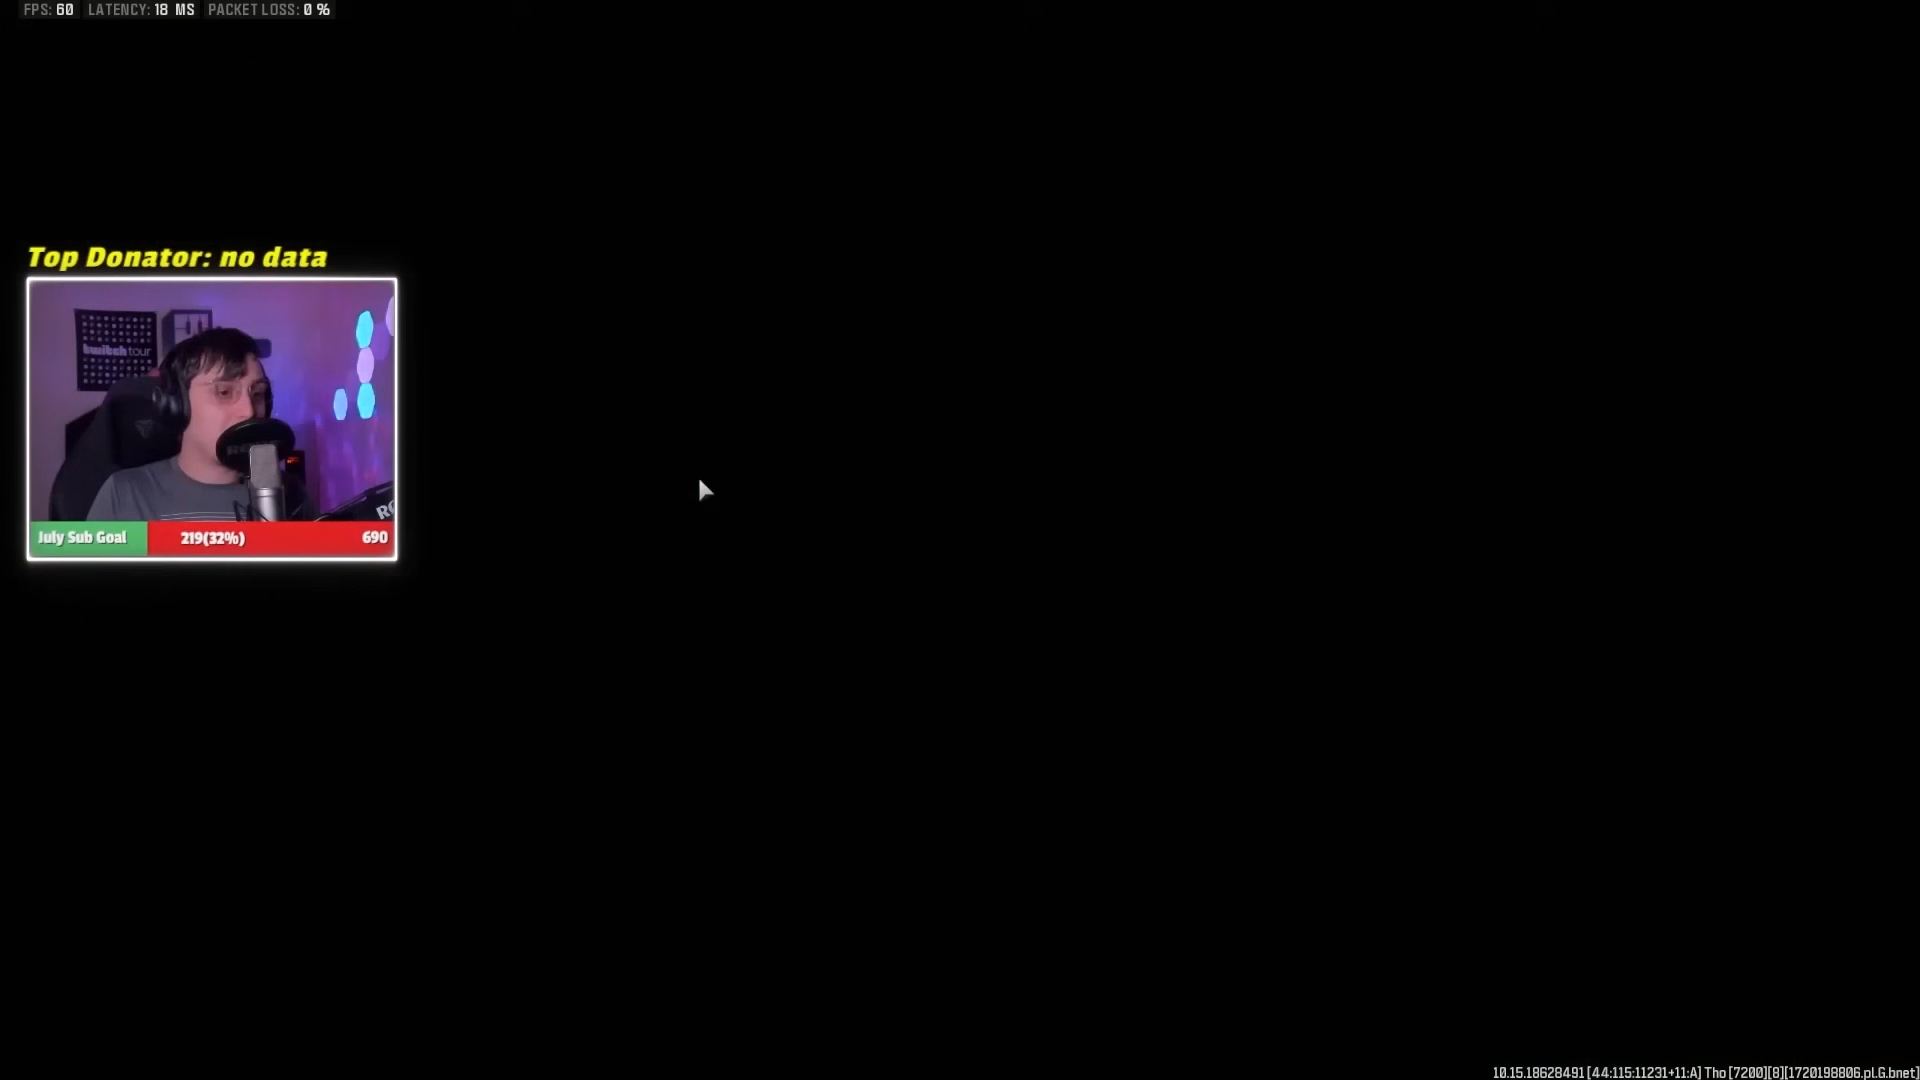 FPS: 60 LATENCY: 18 MS PACKET LOSS: 0 %
Top Donator: no data
twitch tour
July Sub Goal 219(32%) 690
10.15.18628491 [44:115:11231+11:A] Tho [7200][8][1720198806.pl.G.bnet]